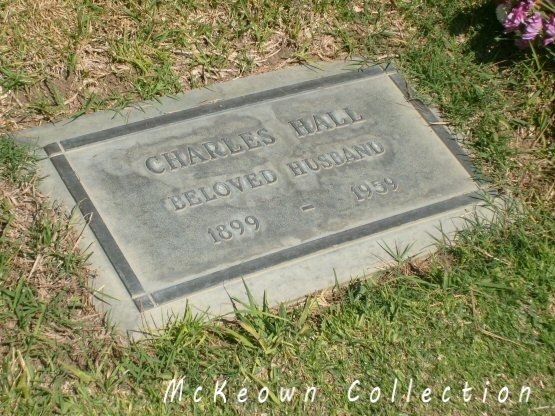 CHARLES HALL
BELOVED HUSBAND
1899 - 1959
McKeown Collection